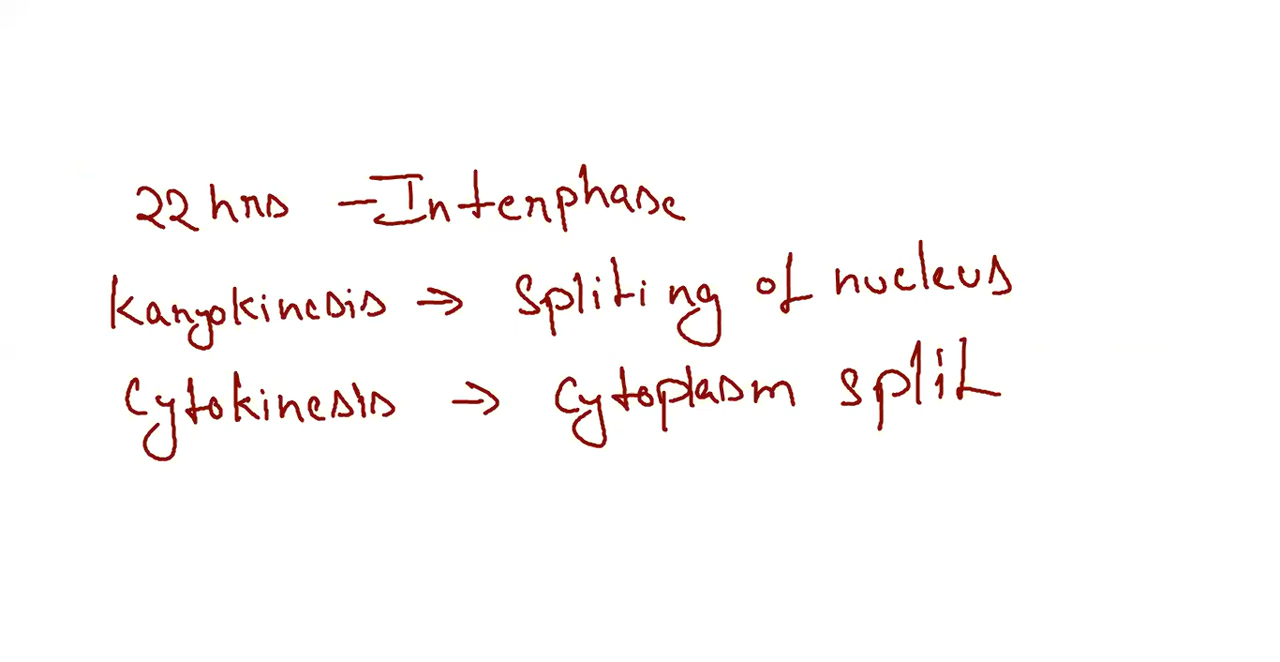 22 hrs - Interphase
Karyokinesis → Spliting of nucleus
Cytokinesis → Cytoplasm split